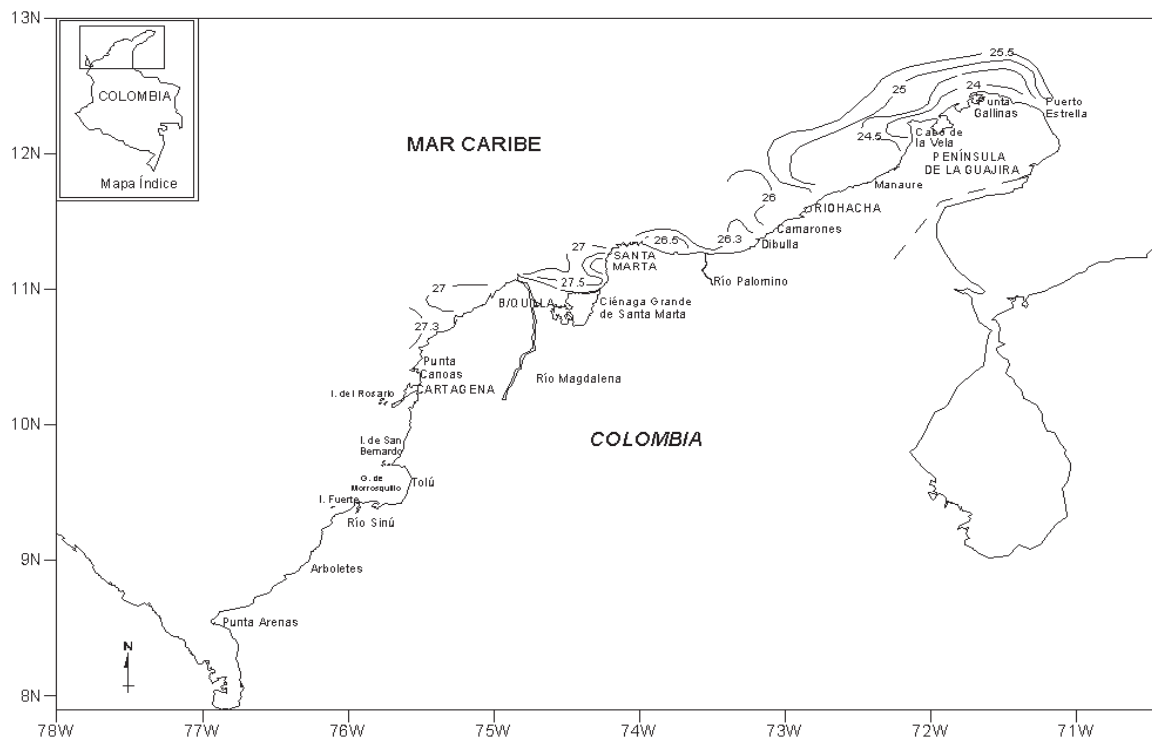 13N
12N
11N
10N
9N
8N
78W
77W
76W
75W
74W
73W
72W
71W
COLOMBIA
Mapa Índice
MAR CARIBE
25.5
25
24
24.5
Punta
Gallinas
Puerto
Estrella
Cabo de
la Vela
PENÍNSULA
DE LA GUAJIRA
Manaure
RIOHACHA
26
Camarones
Dibulla
26.3
26.5
27
SANTA
MARTA
Río Palomino
27.5
27
B/QUILLA
Ciénaga Grande
de Santa Marta
27.3
Punta
Canoas
CARTAGENA
Río Magdalena
I. del Rosario
COLOMBIA
I. de San
Bernardo
G. de
Morrosquillo
Tolú
I. Fuerte
Río Sinú
Arboletes
Punta Arenas
N